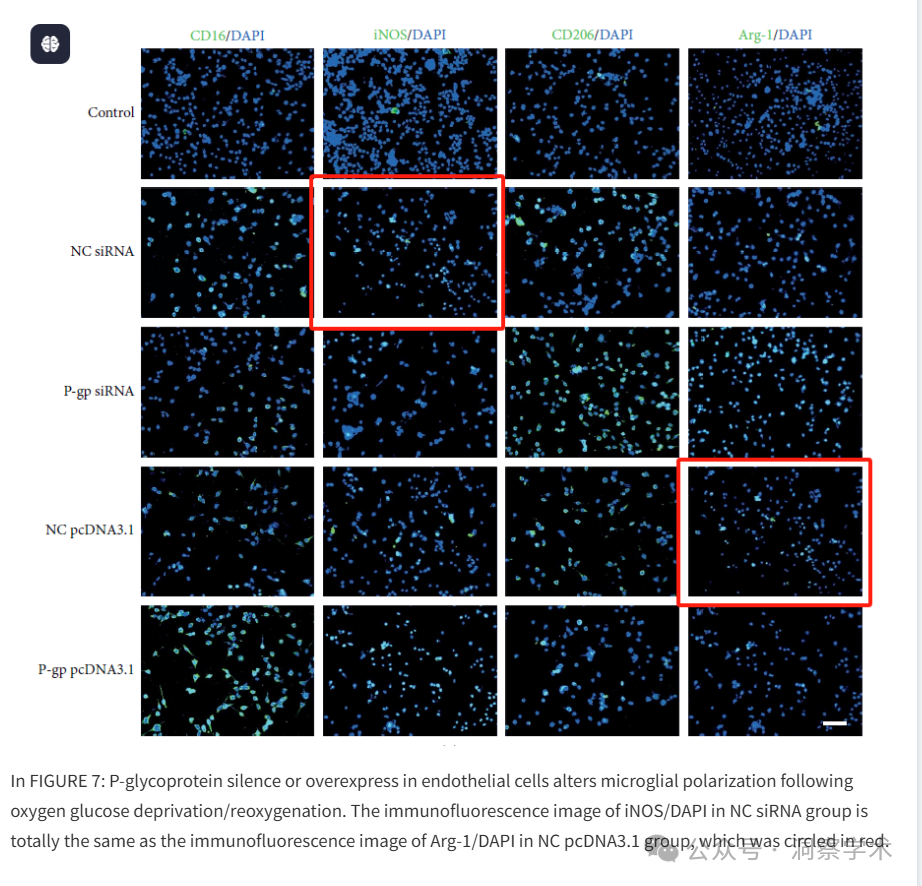 CD16/DAPI iNOS/DAPI CD206/DAPI Arg-1/DAPI
Control
NC siRNA
P-gp siRNA
NC pcDNA3.1
P-gp pcDNA3.1
In FIGURE 7: P-glycoprotein silence or overexpress in endothelial cells alters microglial polarization following
oxygen glucose deprivation/reoxygenation. The immunofluorescence image of iNOS/DAPI in NC siRNA group is
totally the same as the immunofluorescence image of Arg-1/DAPI in NC pcDNA3.1 group, which was circled in red.
公众号 · 洞察学术